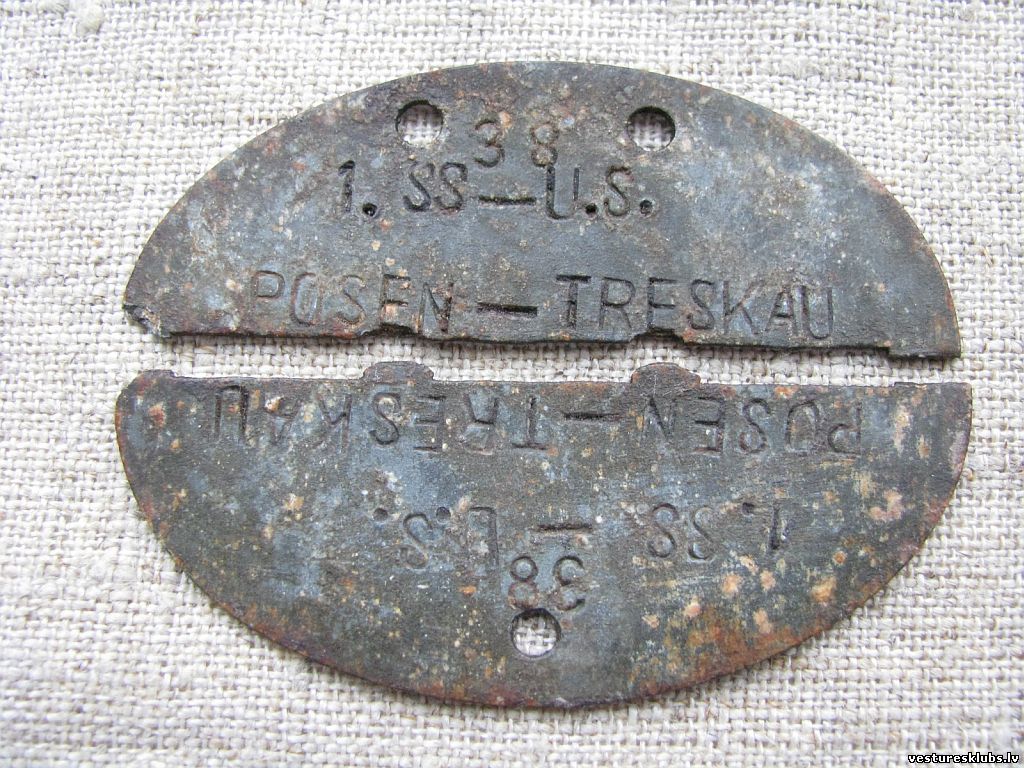 38
1. SS — U.S.
POSEN — TRESKAU
POSEN — TRESKAU
1. SS. — U.S.
38
vesturesklubs.lv